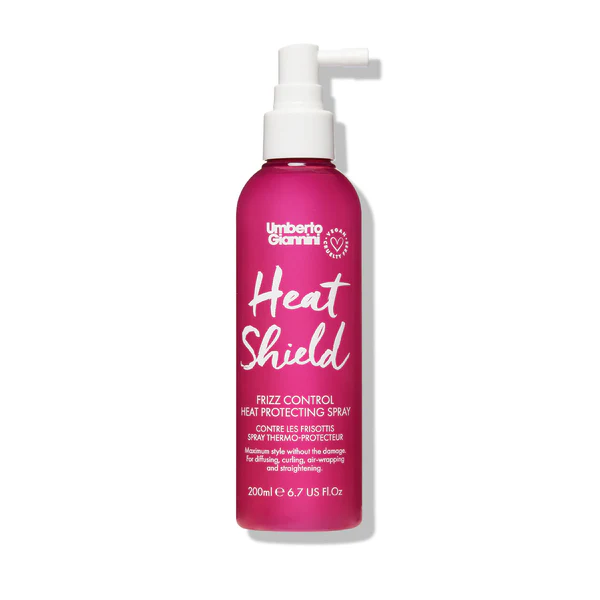 Umberto
Giannini
VEGAN
CRUELTY FREE
Heat
Shield
FRIZZ CONTROL
HEAT PROTECTING SPRAY
CONTRE LES FRISOTTIS
SPRAY THERMO-PROTECTEUR
Maximum style without the damage.
For diffusing, curling, air-wrapping
and straightening.
200ml e 6.7 US Fl.Oz